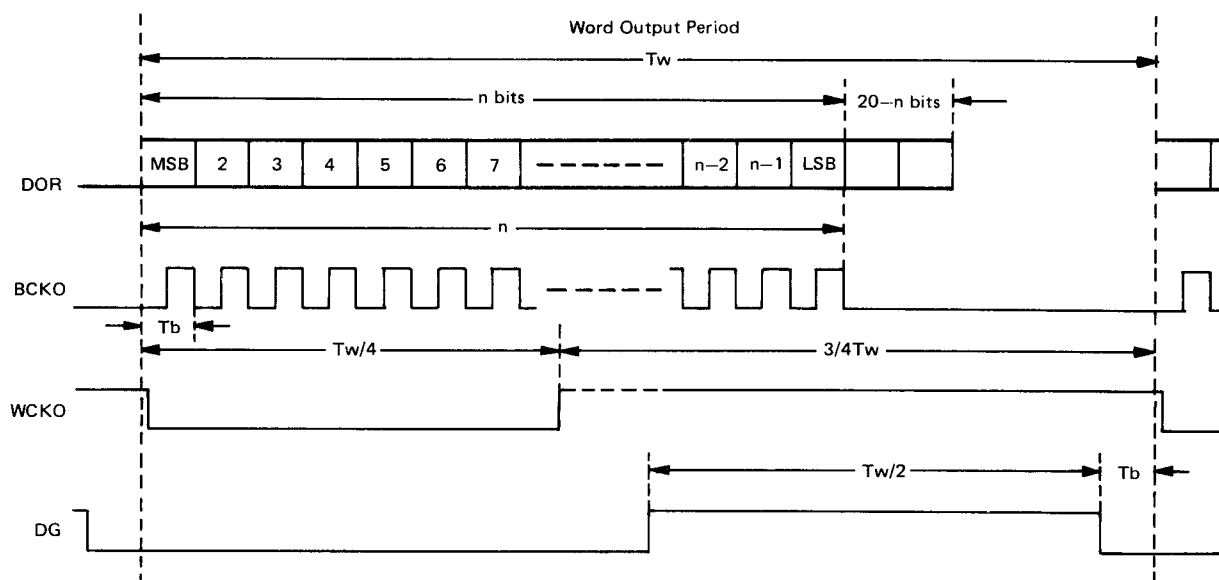 Word Output Period
Tw
n bits
20–n bits
DOR
MSB 2 3 4 5 6 7 n–2 n–1 LSB
n
BCKO
Tb
Tw/4
3/4Tw
WCKO
Tw/2
Tb
DG